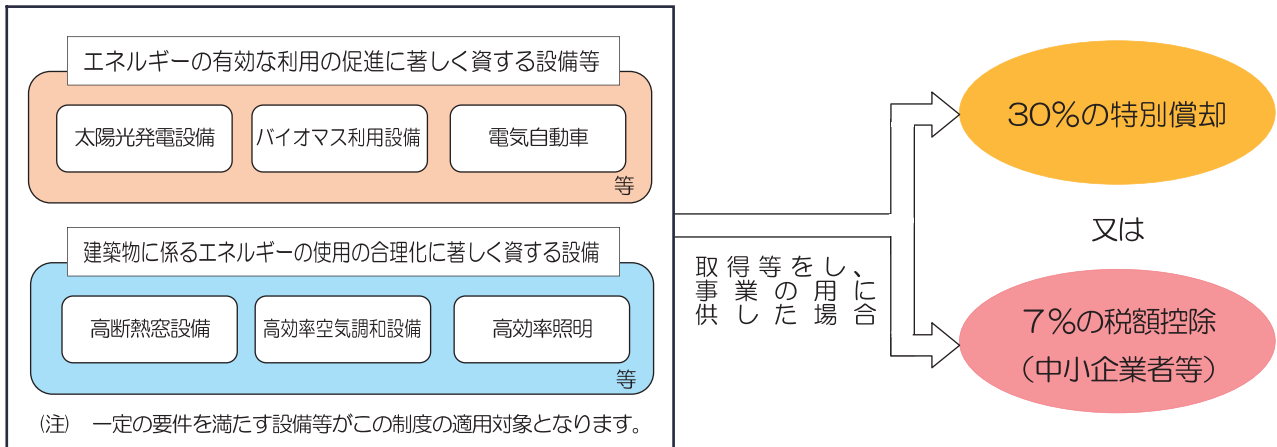 エネルギーの有効な利用の促進に著しく資する設備等
太陽光発電設備
バイオマス利用設備
電気自動車
等
建築物に係るエネルギーの使用の合理化に著しく資する設備
高断熱窓設備
高効率空気調和設備
高効率照明
等
(注) 一定の要件を満たす設備等がこの制度の適用対象となります。
取得等をし、
事業の用に
供した場合
30%の特別償却
又は
7%の税額控除
(中小企業者等)